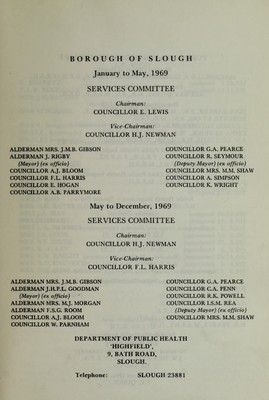 BOROUGH OF SLOUGH
January to May, 1969
SERVICES COMMITTEE
Chairman:
COUNCILLOR E. LEWIS
Vice-Chairman:
COUNCILLOR H.J. NEWMAN
ALDERMAN MRS. J.M.B. GIBSON
ALDERMAN J. RIGBY
(Mayor) (ex officio)
COUNCILLOR A.J. BLOOM
COUNCILLOR F.L. HARRIS
COUNCILLOR E. HOGAN
COUNCILLOR A.B. PARRYMORE
COUNCILLOR G.A. PEARCE
COUNCILLOR R. SEYMOUR
(Deputy Mayor) (ex officio)
COUNCILLOR MRS. M.M. SHAW
COUNCILLOR A. SIMPSON
COUNCILLOR K. WRIGHT
May to December, 1969
SERVICES COMMITTEE
Chairman:
COUNCILLOR H.J. NEWMAN
Vice-Chairman:
COUNCILLOR F.L. HARRIS
ALDERMAN MRS. J.M.B. GIBSON
ALDERMAN J.H.P.L. GOODMAN
(Mayor) (ex officio)
ALDERMAN MRS. M.J. MORGAN
ALDERMAN F.S.G. ROOM
COUNCILLOR A.J. BLOOM
COUNCILLOR W. PARNHAM
COUNCILLOR G.A. PEARCE
COUNCILLOR G.A. PENN
COUNCILLOR R.K. POWELL
COUNCILLOR I.S.M. REA
(Deputy Mayor) (ex officio)
COUNCILLOR MRS. M.M. SHAW
DEPARTMENT OF PUBLIC HEALTH
'HIGHFIELD',
9, BATH ROAD,
SLOUGH.
Telephone: SLOUGH 23881